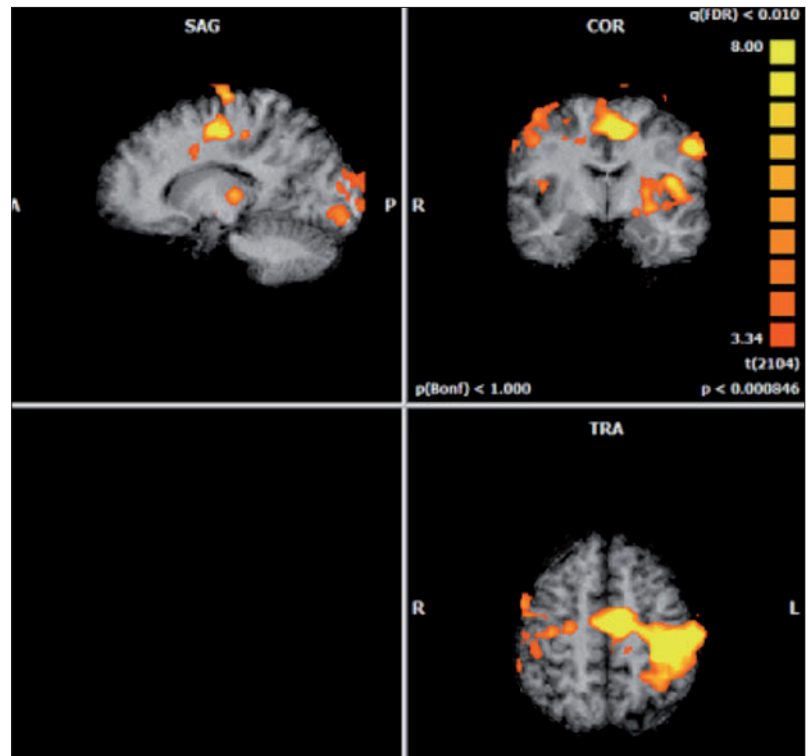 SAG
A
P
COR
q(FDR) < 0.010
8.00
R
3.34
t(2104)
p(Bonf) < 1.000
p < 0.000846
TRA
R
L